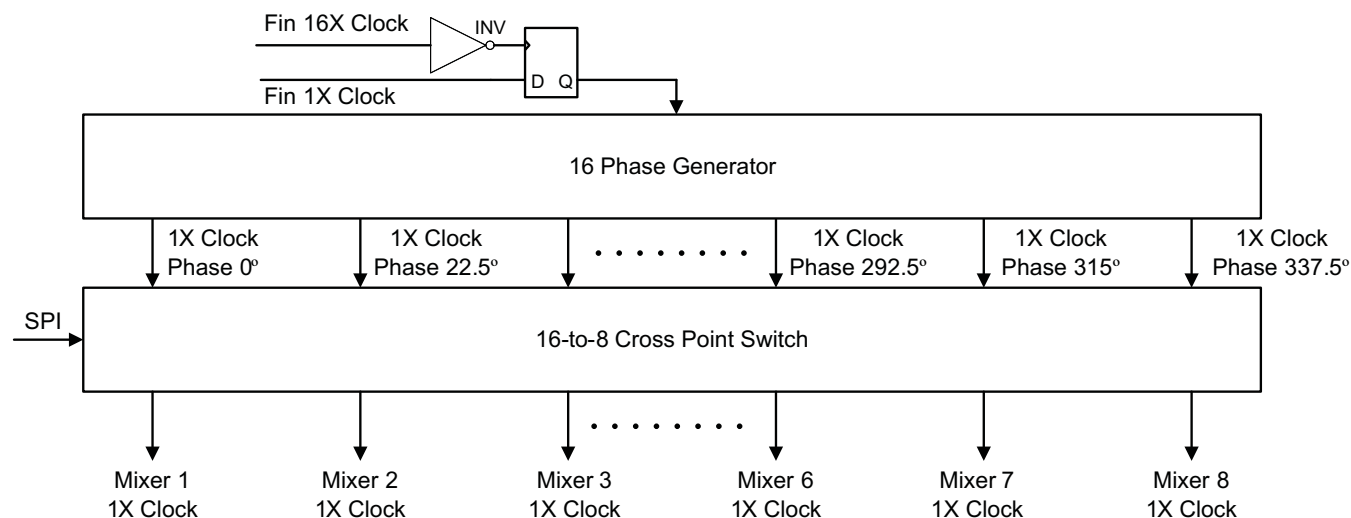 Fin 16X Clock
INV
D Q
Fin 1X Clock
16 Phase Generator
1X Clock
Phase 0º
1X Clock
Phase 22.5º
1X Clock
Phase 292.5º
1X Clock
Phase 315º
1X Clock
Phase 337.5º
SPI
16-to-8 Cross Point Switch
Mixer 1
1X Clock
Mixer 2
1X Clock
Mixer 3
1X Clock
Mixer 6
1X Clock
Mixer 7
1X Clock
Mixer 8
1X Clock